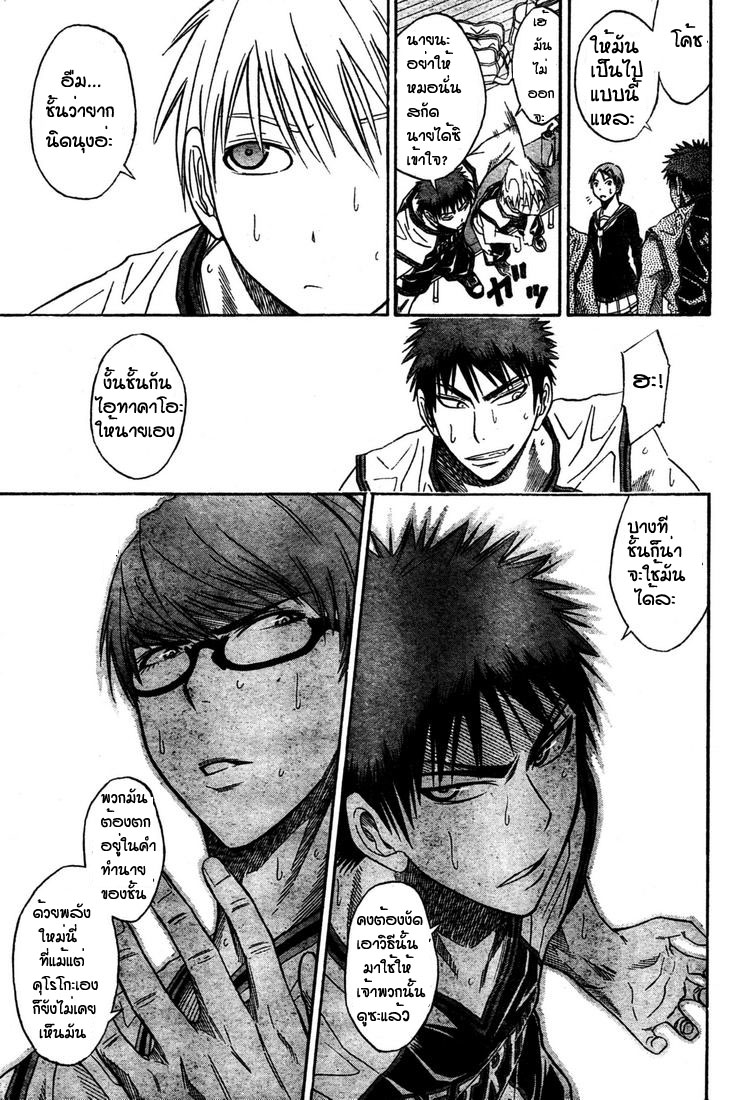 โค้ช
ให้มัน
เป็นไป
แบบนี้
แหละ
เฮ้
มัน
ไม่
ออก
จะ
นายนะ
อย่าให้
หมอนั่น
สกัด
นายได้ซิ
เข้าใจ?
ガッ
อืม...
ชั้นว่ายาก
นิดนุงอ่ะ
ฮะ!
งั้นชั้นกัน
ไอทาคาโอะ
ให้นายเอง
บางที
ชั้นก็น่า
จะใช้มัน
ได้ละ
คงต้องงัด
เอาวิธีนั้น
มาใช้ให้
เจ้าพวกนั้น
ดูซะแล้ว
พวกมัน
ต้องตก
อยู่ในคำ
ทำนาย
ของชั้น
ด้วยพลัง
ใหม่นี่
ที่แม้แต่
คุโรโกะเอง
ก็ยังไม่เคย
เห็นมัน